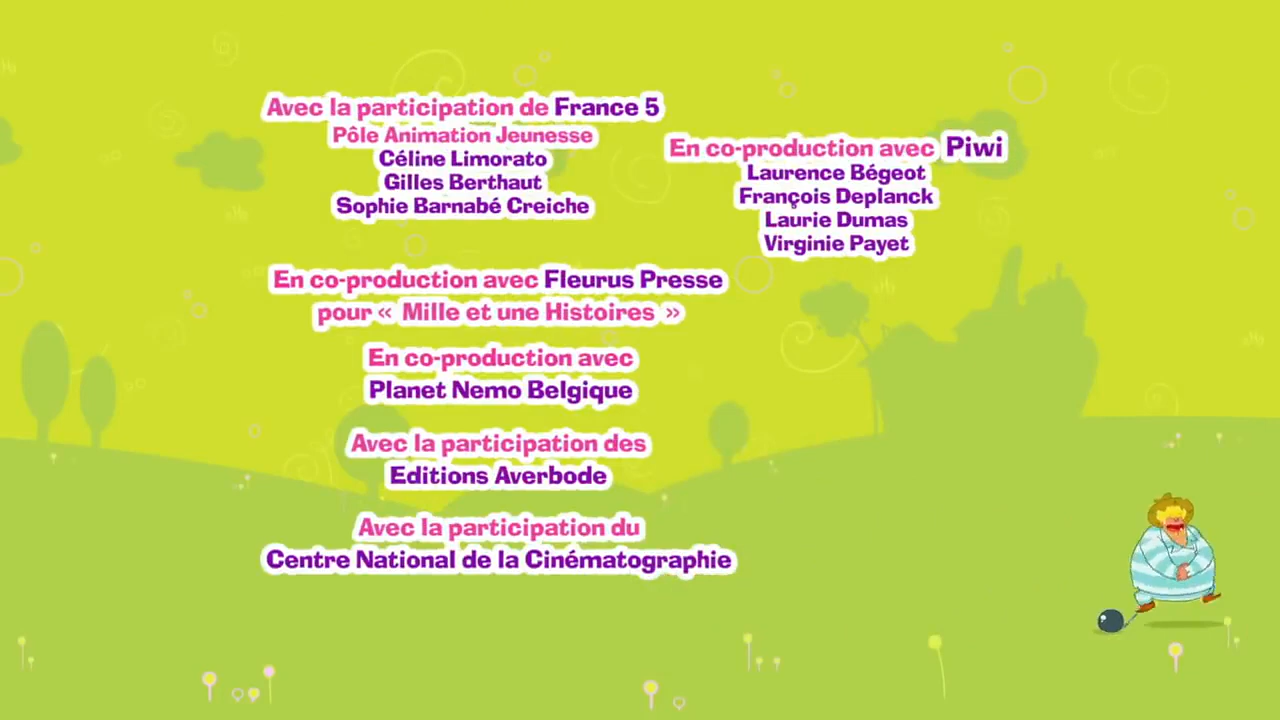 Avec la participation de France 5
Pôle Animation Jeunesse
Céline Limorato
Gilles Berthaut
Sophie Barnabé Creiche
En co-production avec Piwi
Laurence Bégeot
François Deplanck
Laurie Dumas
Virginie Payet
En co-production avec Fleurus Presse
pour « Mille et une Histoires »
En co-production avec
Planet Nemo Belgique
Avec la participation des
Editions Averbode
Avec la participation du
Centre National de la Cinématographie